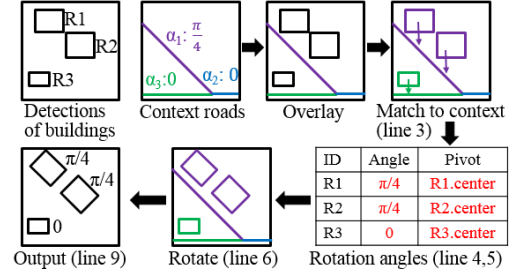 R1
R2
R3
Detections
of buildings
α₁: π/4
α₃:0
α₂: 0
Context roads
Overlay
Match to context
(line 3)
ID Angle Pivot
R1 π/4 R1.center
R2 π/4 R2.center
R3 0 R3.center
Rotation angles (line 4,5)
Rotate (line 6)
π/4
π/4
0
Output (line 9)